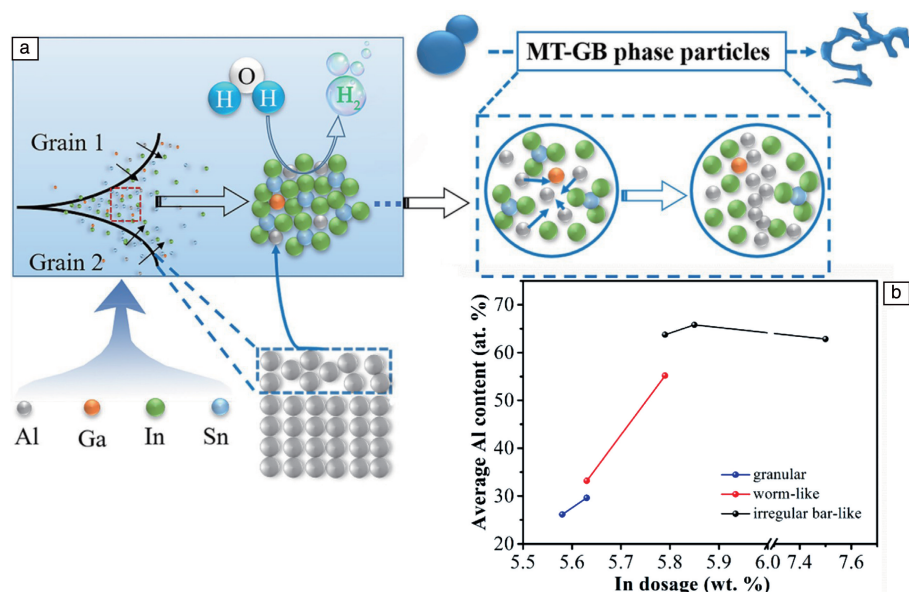 a
MT-GB phase particles
O
H H
H2
Grain 1
Grain 2
Al Ga In Sn
b
Average Al content (at. %)
75
70
60
50
40
30
20
granular
worm-like
irregular bar-like
5.5 5.6 5.7 5.8 5.9 6.0 7.4 7.6
In dosage (wt. %)